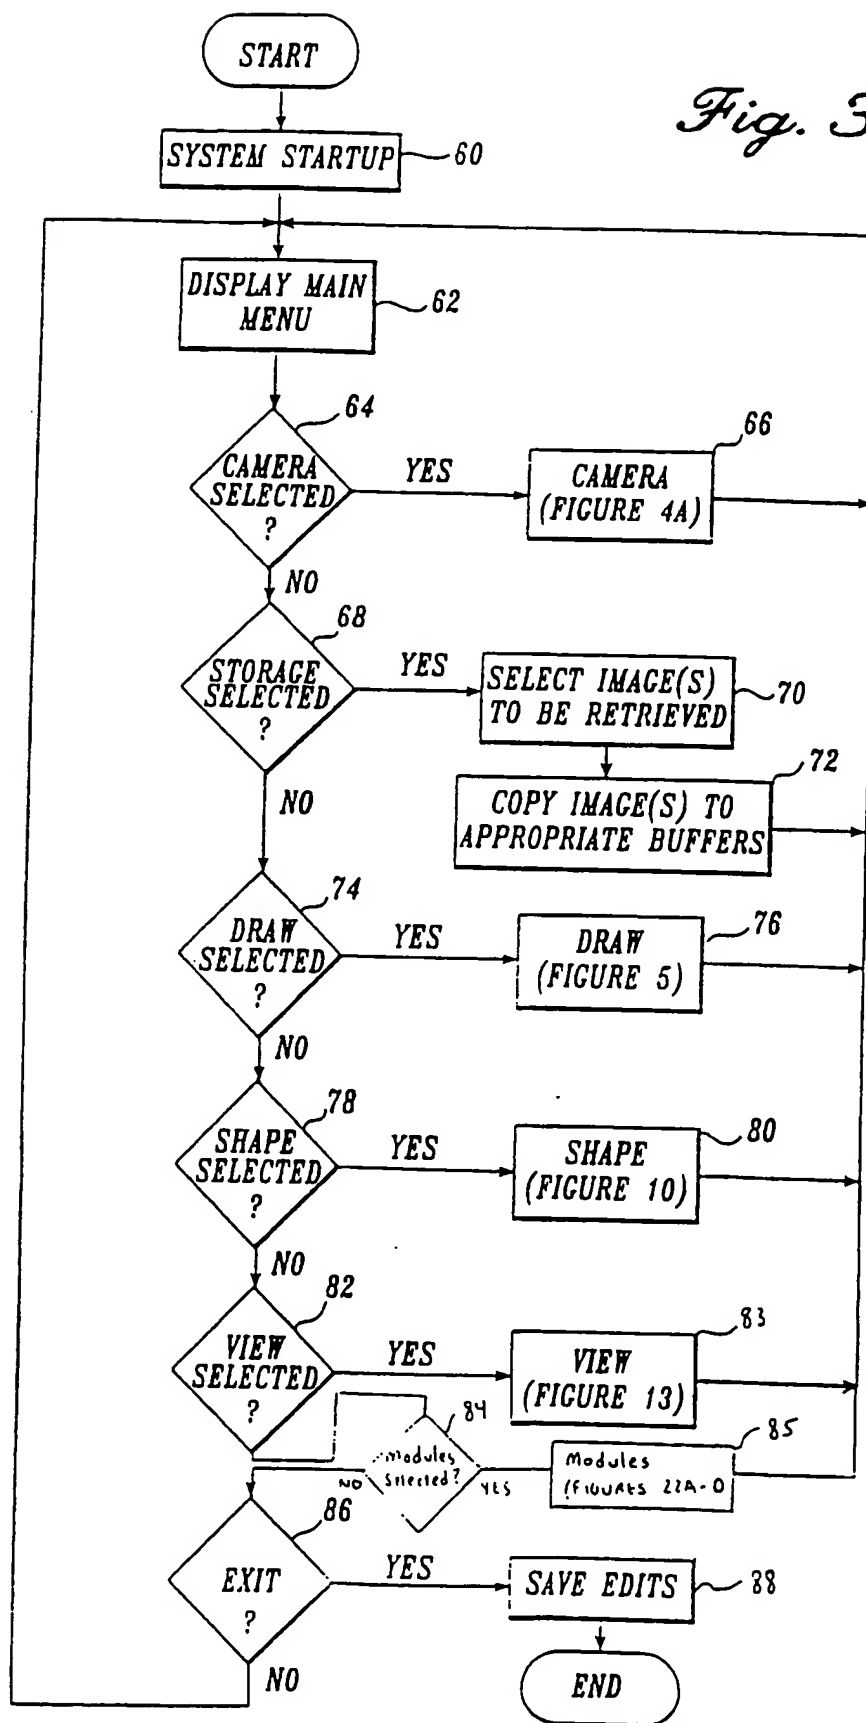 START
Fig. 3
SYSTEM STARTUP
60
DISPLAY MAIN
MENU
62
64
CAMERA
SELECTED
?
YES
66
CAMERA
(FIGURE 4A)
NO
68
STORAGE
SELECTED
?
YES
SELECT IMAGE(S)
TO BE RETRIEVED
70
72
COPY IMAGE(S) TO
APPROPRIATE BUFFERS
NO
74
DRAW
SELECTED
?
YES
76
DRAW
(FIGURE 5)
NO
78
SHAPE
SELECTED
?
YES
80
SHAPE
(FIGURE 10)
NO
82
VIEW
SELECTED
?
YES
83
VIEW
(FIGURE 13)
84
Modules
Selected?
NO
YES
85
Modules
(FIGURES 22A-O
86
EXIT
?
YES
SAVE EDITS
88
NO
END